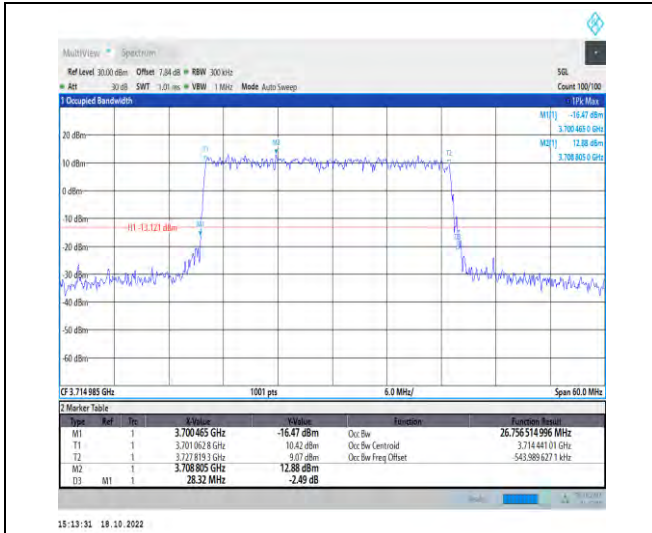 MultiView Spectrum
Ref Level 30.00 dBm Offset 7.84 dB RBW 300 kHz SGL
Att 30 dB SWT 1.01 ms VBW 1 MHz Mode Auto Sweep Count 100/100
1 Occupied Bandwidth 1Pk Max
M1[1] -16.47 dBm
3.700 465 0 GHz
M2[1] 12.88 dBm
3.708 805 0 GHz
20 dBm
10 dBm
0 dBm
-10 dBm
H1 -13.121 dBm
-20 dBm
-30 dBm
-40 dBm
-50 dBm
-60 dBm
T1
M2
T2
CF 3.714 985 GHz 1001 pts 6.0 MHz/ Span 60.0 MHz
2 Marker Table
Type Ref Trc X-Value Y-Value Function Function Result
M1 1 3.700 465 GHz -16.47 dBm Occ Bw 26.756 514 996 MHz
T1 1 3.701 062 8 GHz 10.42 dBm Occ Bw Centroid 3.714 441 01 GHz
T2 1 3.727 819 3 GHz 9.07 dBm Occ Bw Freq Offset -543.989 627 1 kHz
M2 1 3.708 805 GHz 12.88 dBm
D3 M1 1 28.32 MHz -2.49 dB
15:13:31 18.10.2022